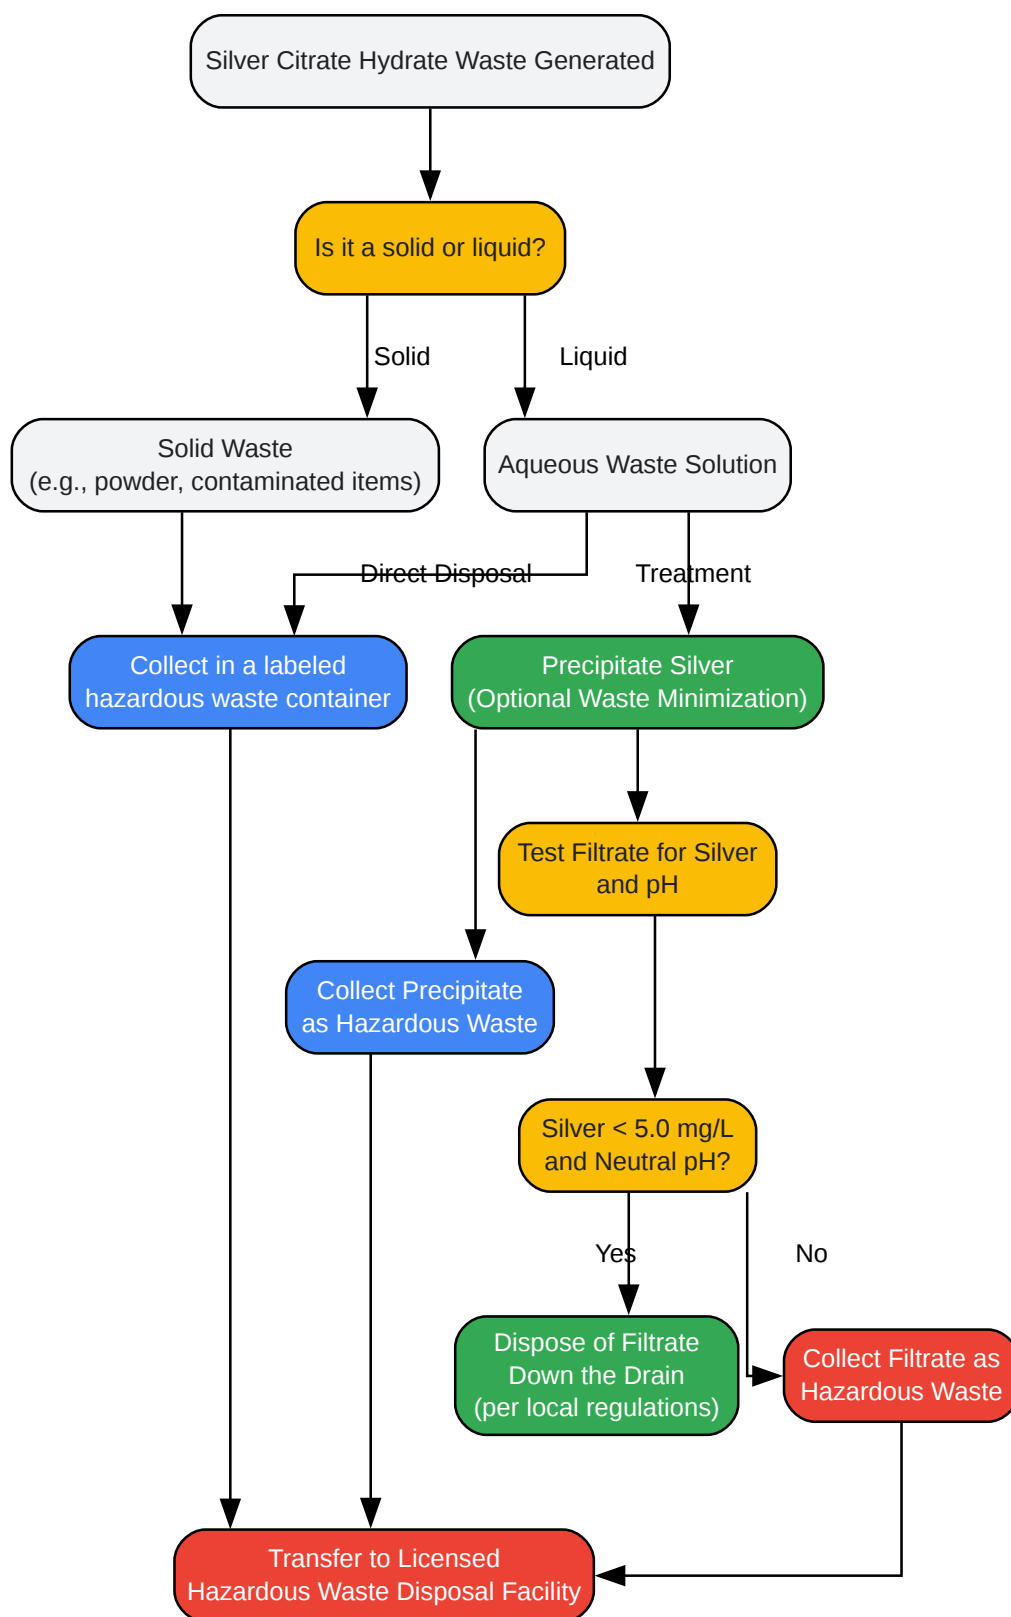 Silver Citrate Hydrate Waste Generated
Is it a solid or liquid?
Solid
Liquid
Solid Waste
(e.g., powder, contaminated items)
Aqueous Waste Solution
Direct Disposal
Treatment
Collect in a labeled
hazardous waste container
Precipitate Silver
(Optional Waste Minimization)
Test Filtrate for Silver
and pH
Collect Precipitate
as Hazardous Waste
Silver < 5.0 mg/L
and Neutral pH?
Yes
No
Dispose of Filtrate
Down the Drain
(per local regulations)
Collect Filtrate as
Hazardous Waste
Transfer to Licensed
Hazardous Waste Disposal Facility